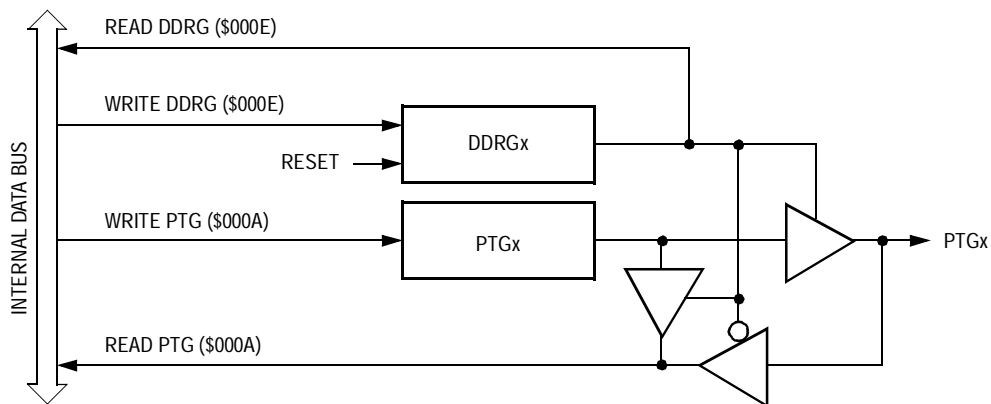 READ DDRG ($000E)
WRITE DDRG ($000E)
DDRGx
RESET
INTERNAL DATA BUS
WRITE PTG ($000A)
PTGx
PTGx
READ PTG ($000A)